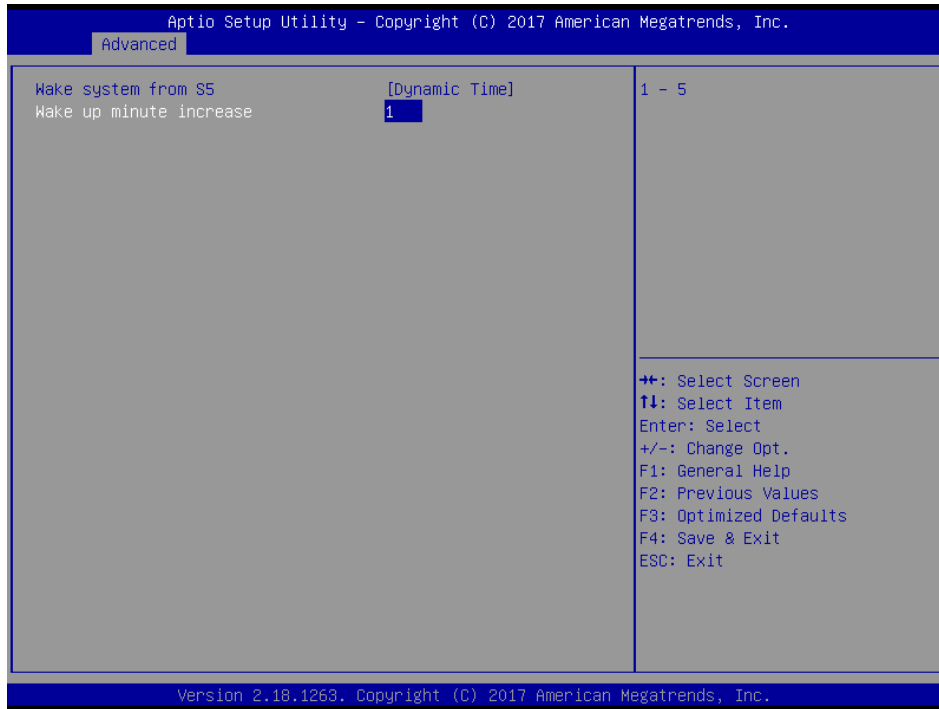 Aptio Setup Utility – Copyright (C) 2017 American Megatrends, Inc.
Advanced
Wake system from S5 [Dynamic Time]
Wake up minute increase 1
1 – 5
→←: Select Screen
↑↓: Select Item
Enter: Select
+/-: Change Opt.
F1: General Help
F2: Previous Values
F3: Optimized Defaults
F4: Save & Exit
ESC: Exit
Version 2.18.1263. Copyright (C) 2017 American Megatrends, Inc.